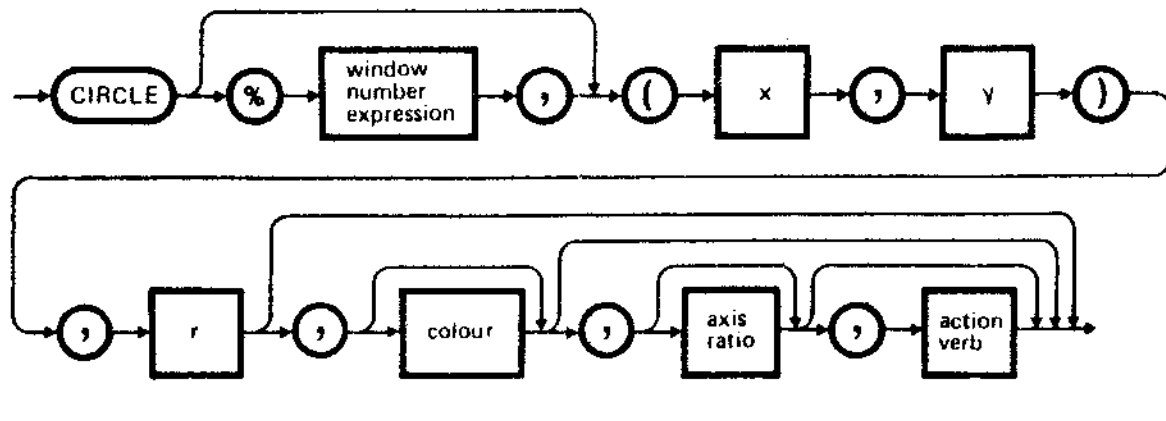 CIRCLE % window number expression , ( x , y )
, r , colour , axis ratio , action verb